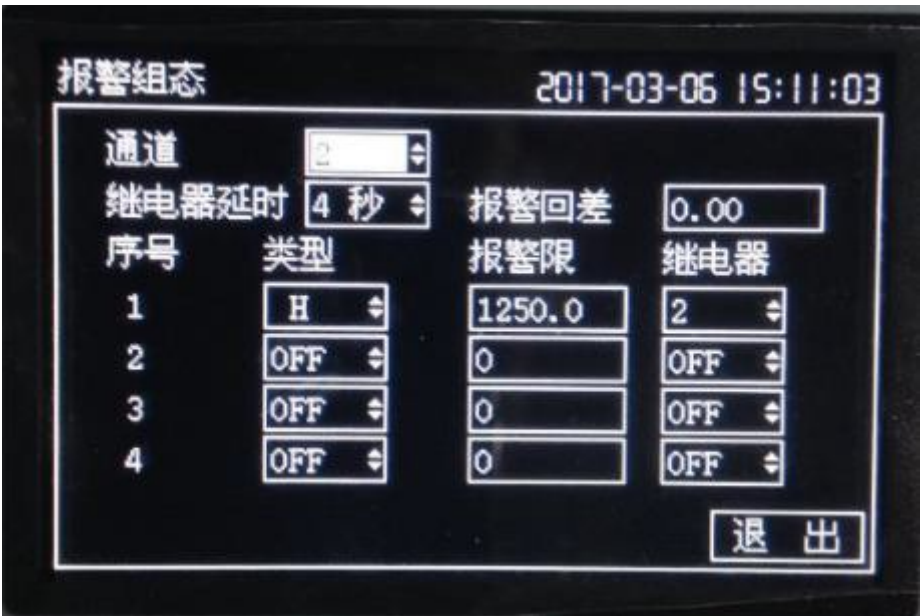 报警组态 2017-03-06 15:11:03
通道 2
继电器延时 4 秒 报警回差 0.00
序号 类型 报警限 继电器
1 H 1250.0 2
2 OFF 0 OFF
3 OFF 0 OFF
4 OFF 0 OFF
退 出